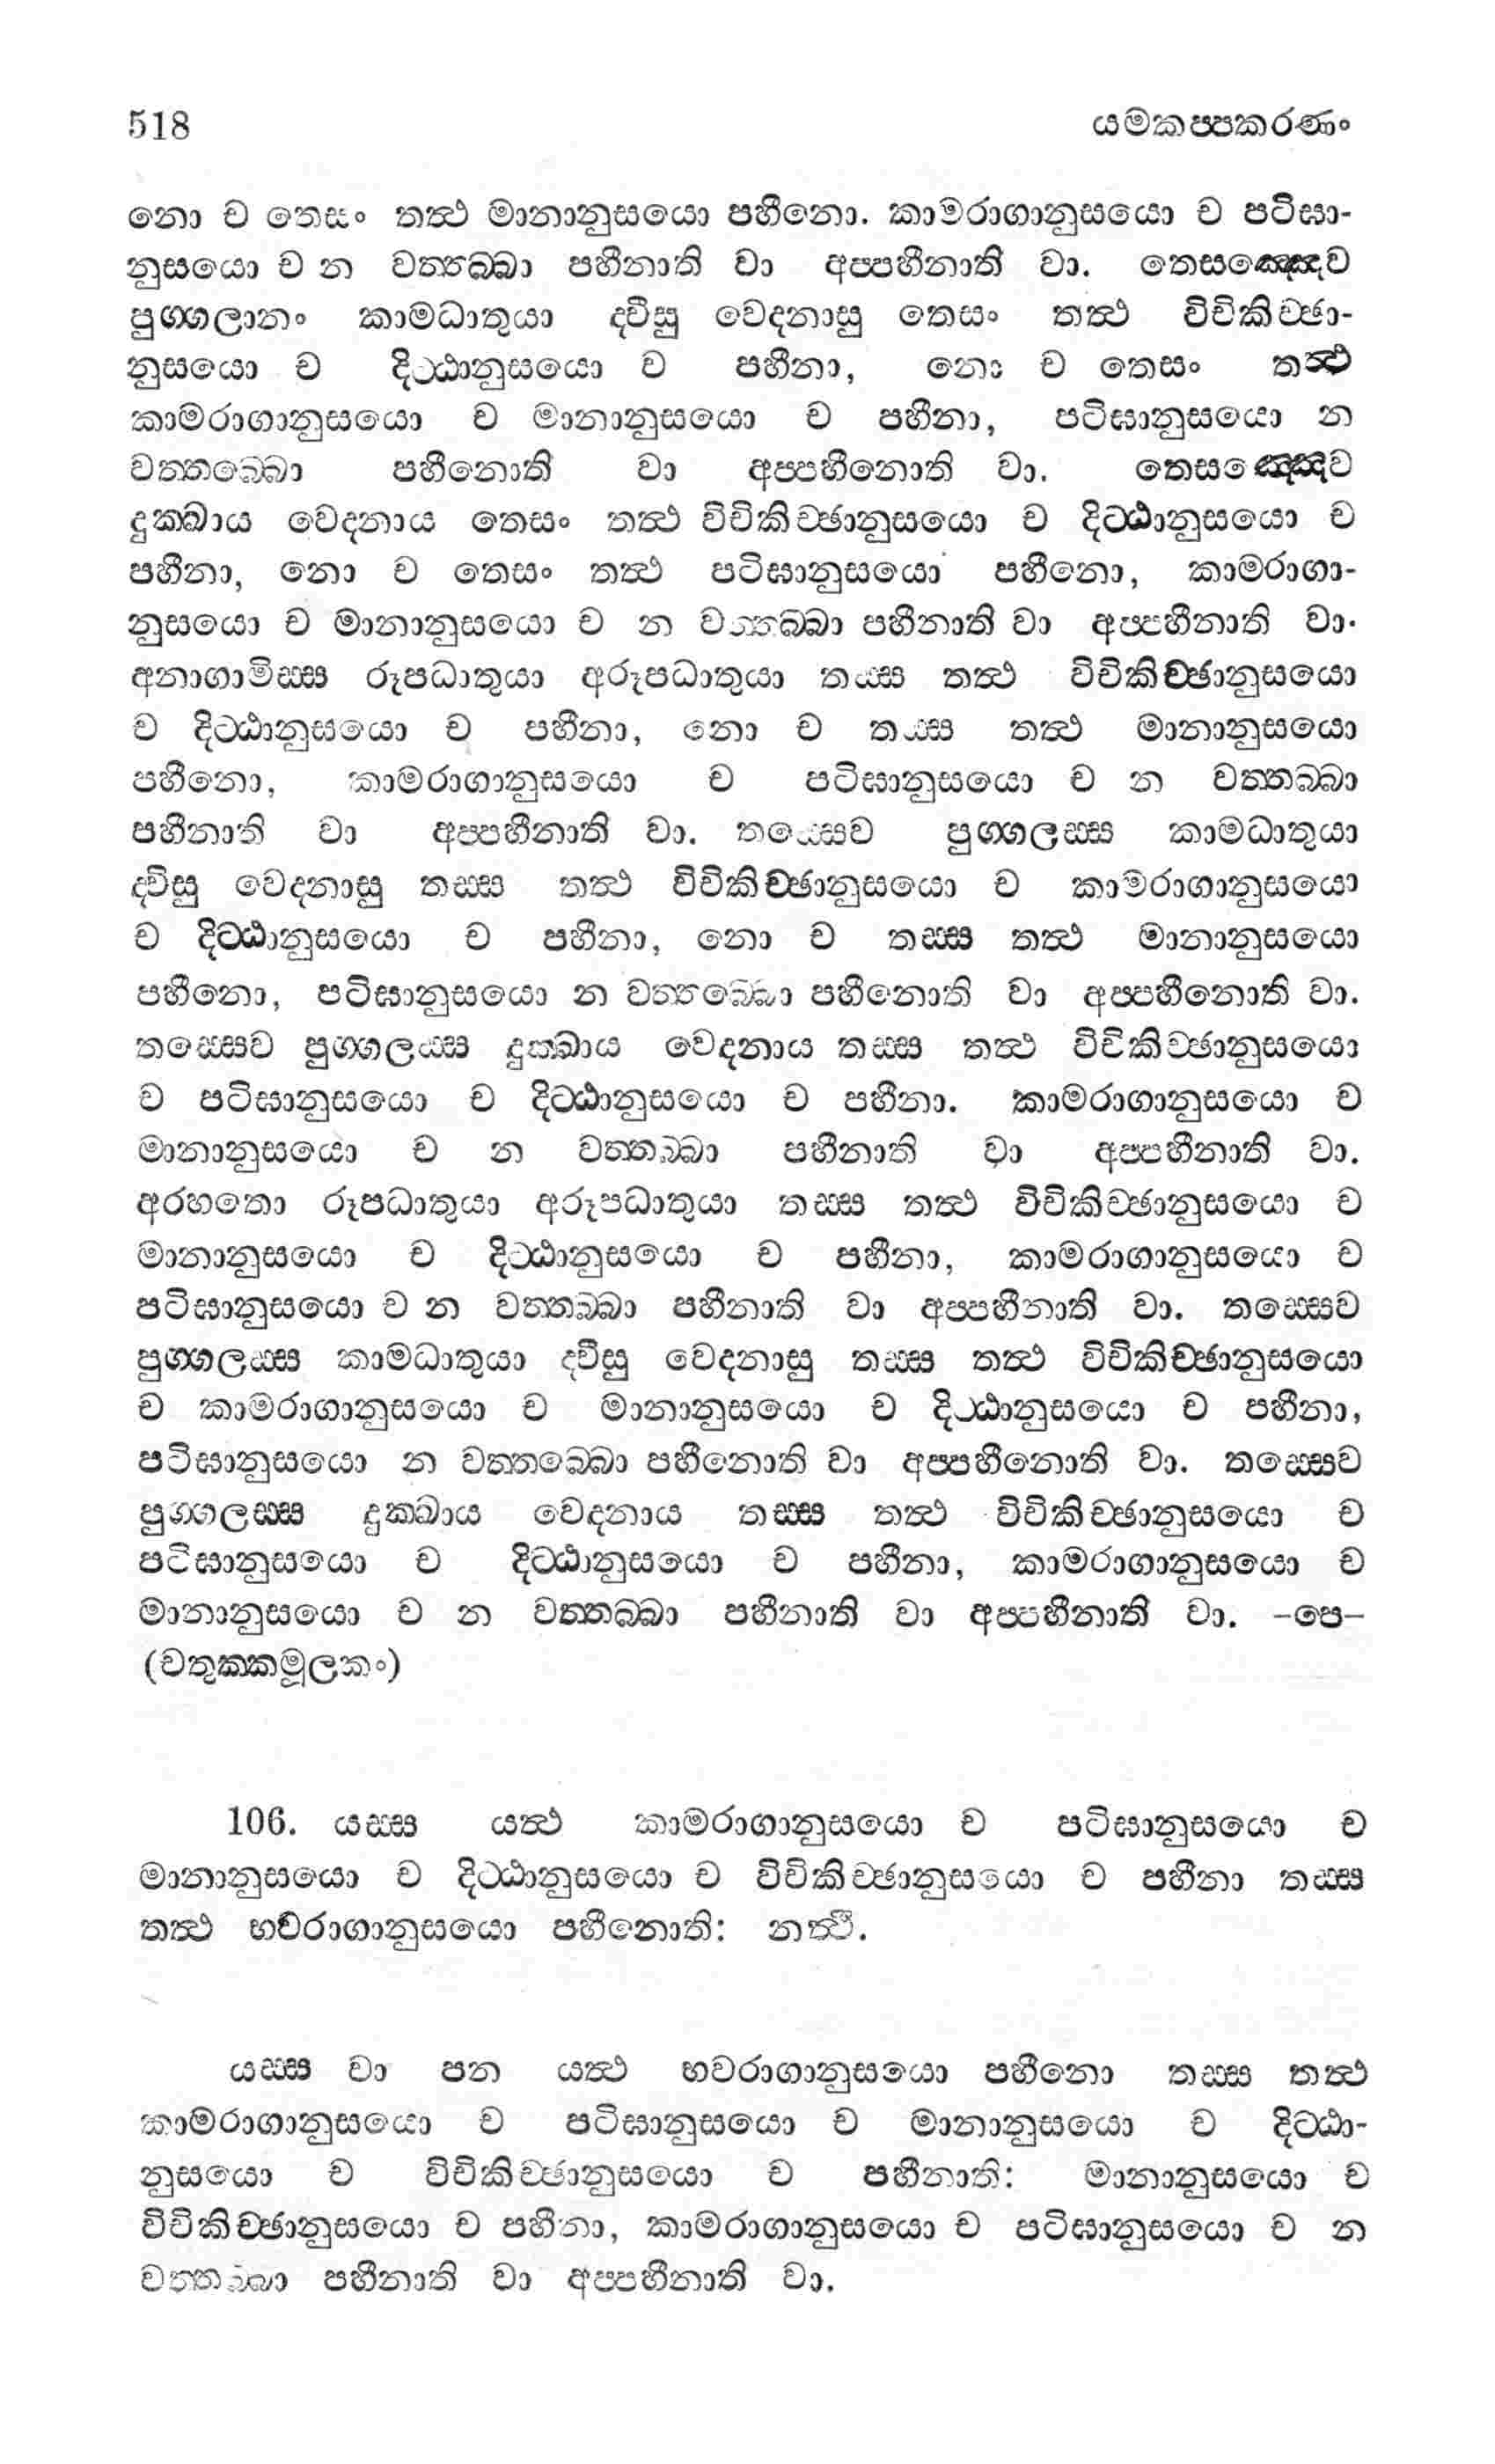 518 යමකප්පකරණං
නො ච තෙසං තත්ථ මානානුසයො පහීනො. කාමරාගානුසයො ච පටිඝා-
නුසයො ච න වත්තබ්බා පහීනාති වා අප්පහීනාති වා. තෙසඤ්ඤෙව
පුග්ගලානං කාමධාතුයා ද්වීසු වෙදනාසු තෙසං තත්ථ විචිකිච්ඡා-
නුසයො ච දිට්ඨානුසයො ච පහීනා, නො ච තෙසං තත්ථ
කාමරාගානුසයො ච මානානුසයො ච පහීනා, පටිඝානුසයො න
වත්තබ්බො පහීනොති වා අප්පහීනොති වා. තෙසඤ්ඤෙව
දුක්ඛාය වෙදනාය තෙසං තත්ථ විචිකිච්ඡානුසයො ච දිට්ඨානුසයො ච
පහීනා, නො ච තෙසං තත්ථ පටිඝානුසයො පහීනො, කාමරාගා-
නුසයො ච මානානුසයො ච න වත්තබ්බා පහීනාති වා අප්පහීනාති වා.
අනාගාමිස්ස රූපධාතුයා අරූපධාතුයා තස්ස තත්ථ විචිකිච්ඡානුසයො
ච දිට්ඨානුසයො ච පහීනා, නො ච තස්ස තත්ථ මානානුසයො
පහීනො, කාමරාගානුසයො ච පටිඝානුසයො ච න වත්තබ්බා
පහීනාති වා අප්පහීනාති වා. තස්සෙව පුග්ගලස්ස කාමධාතුයා
ද්වීසු වෙදනාසු තස්ස තත්ථ විචිකිච්ඡානුසයො ච කාමරාගානුසයො
ච දිට්ඨානුසයො ච පහීනා, නො ච තස්ස තත්ථ මානානුසයො
පහීනො, පටිඝානුසයො න වත්තබ්බො පහීනොති වා අප්පහීනොති වා.
තස්සෙව පුග්ගලස්ස දුක්ඛාය වෙදනාය තස්ස තත්ථ විචිකිච්ඡානුසයො
ච පටිඝානුසයො ච දිට්ඨානුසයො ච පහීනා. කාමරාගානුසයො ච
මානානුසයො ච න වත්තබ්බා පහීනාති වා අප්පහීනාති වා.
අරහතො රූපධාතුයා අරූපධාතුයා තස්ස තත්ථ විචිකිච්ඡානුසයො ච
මානානුසයො ච දිට්ඨානුසයො ච පහීනා, කාමරාගානුසයො ච
පටිඝානුසයො ච න වත්තබ්බා පහීනාති වා අප්පහීනාති වා. තස්සෙව
පුග්ගලස්ස කාමධාතුයා ද්වීසු වෙදනාසු තස්ස තත්ථ විචිකිච්ඡානුසයො
ච කාමරාගානුසයො ච මානානුසයො ච දිට්ඨානුසයො ච පහීනා,
පටිඝානුසයො න වත්තබ්බො පහීනොති වා අප්පහීනොති වා. තස්සෙව
පුග්ගලස්ස දුක්ඛාය වෙදනාය තස්ස තත්ථ විචිකිච්ඡානුසයො ච
පටිඝානුසයො ච දිට්ඨානුසයො ච පහීනා, කාමරාගානුසයො ච
මානානුසයො ච න වත්තබ්බා පහීනාති වා අප්පහීනාති වා. –පෙ–
(චතුක්කමූලකං)
106. යස්ස යත්ථ කාමරාගානුසයො ච පටිඝානුසයො ච
මානානුසයො ච දිට්ඨානුසයො ච විචිකිච්ඡානුසයො ච පහීනා තස්ස
තත්ථ භවරාගානුසයො පහීනොති: නත්ථි.
යස්ස වා පන යත්ථ භවරාගානුසයො පහීනො තස්ස තත්ථ
කාමරාගානුසයො ච පටිඝානුසයො ච මානානුසයො ච දිට්ඨා-
නුසයො ච විචිකිච්ඡානුසයො ච පහීනාති: මානානුසයො ච
විචිකිච්ඡානුසයො ච පහීනා, කාමරාගානුසයො ච පටිඝානුසයො ච න
වත්තබ්බා පහීනාති වා අප්පහීනාති වා.